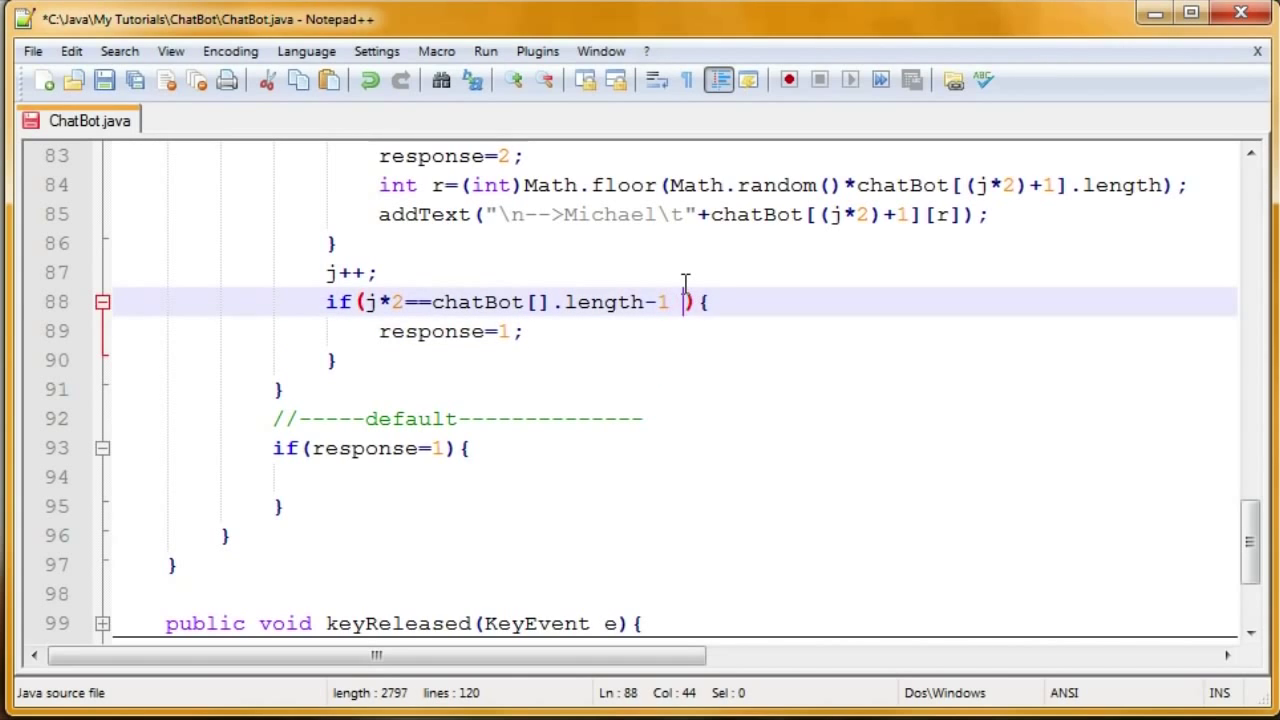 *C:\Java\My Tutorials\ChatBot\ChatBot.java - Notepad++
File Edit Search View Encoding Language Settings Macro Run Plugins Window ? X
ABC
ChatBot.java
83 response=2;
84 int r=(int)Math.floor(Math.random()*chatBot[(j*2)+1].length);
85 addText("\n-->Michael\t"+chatBot[(j*2)+1][r]);
86 }
87 j++;
88 if(j*2==chatBot[].length-1 ){
89 response=1;
90 }
91 }
92 //-----default--------------
93 if(response=1){
94
95 }
96 }
97 }
98
99 public void keyReleased(KeyEvent e){
Java source file length : 2797 lines : 120 Ln : 88 Col : 44 Sel : 0 Dos\Windows ANSI INS